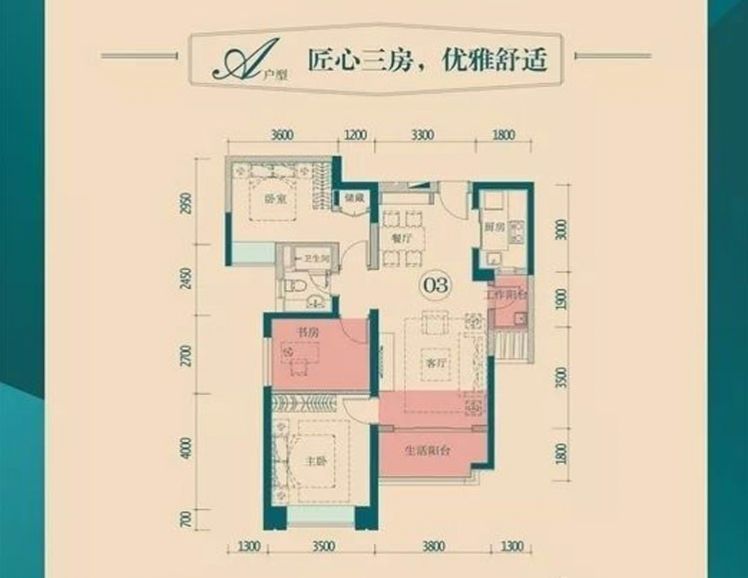 A户型 匠心三房，优雅舒适
3600 1200 3300 1800
2950
2450
2700
4000
700
3000
1900
3500
1800
卧室
储藏
厨房
餐厅
卫生间
03
工作阳台
书房
客厅
生活阳台
主卧
1300 3500 3800 1300